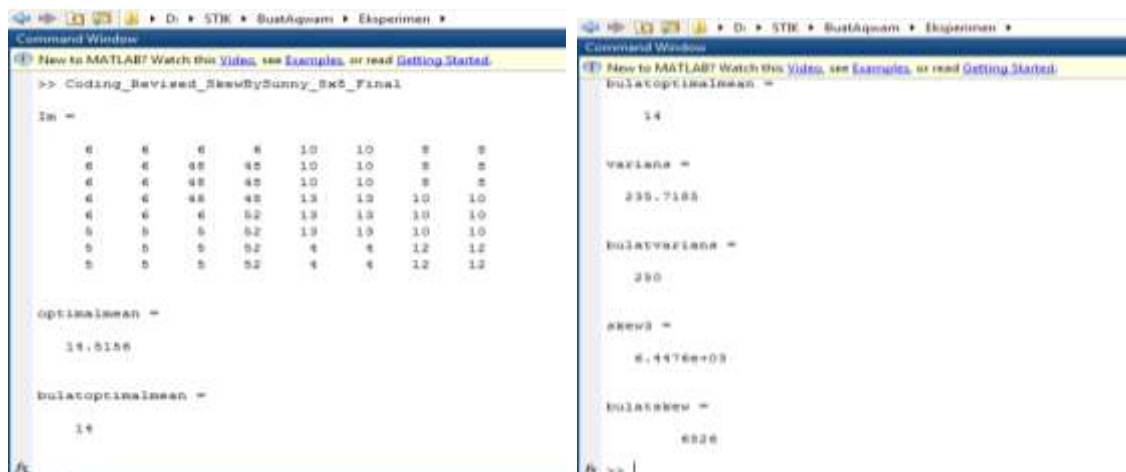 D: ▸ STIK ▸ BuatAqwam ▸ Eksperimen ▸
Command Window
New to MATLAB? Watch this Video, see Examples, or read Getting Started.
>> Coding_Revised_SkewBySunny_8x8_Final
Im =
6 6 6 6 10 10 8 8
6 6 48 48 10 10 8 8
6 6 48 48 10 10 8 8
6 6 48 48 13 13 10 10
6 6 6 52 13 13 10 10
5 5 5 52 13 13 10 10
5 5 5 52 4 4 12 12
5 5 5 52 4 4 12 12
optimalmean =
14.5156
bulatoptimalmean =
14
fx
D: ▸ STIK ▸ BuatAqwam ▸ Eksperimen ▸
Command Window
New to MATLAB? Watch this Video, see Examples, or read Getting Started.
bulatoptimalmean =
14
varians =
bulatvarians =
skew3 =
6.4476e+03
bulatskew =
6526
fx >>